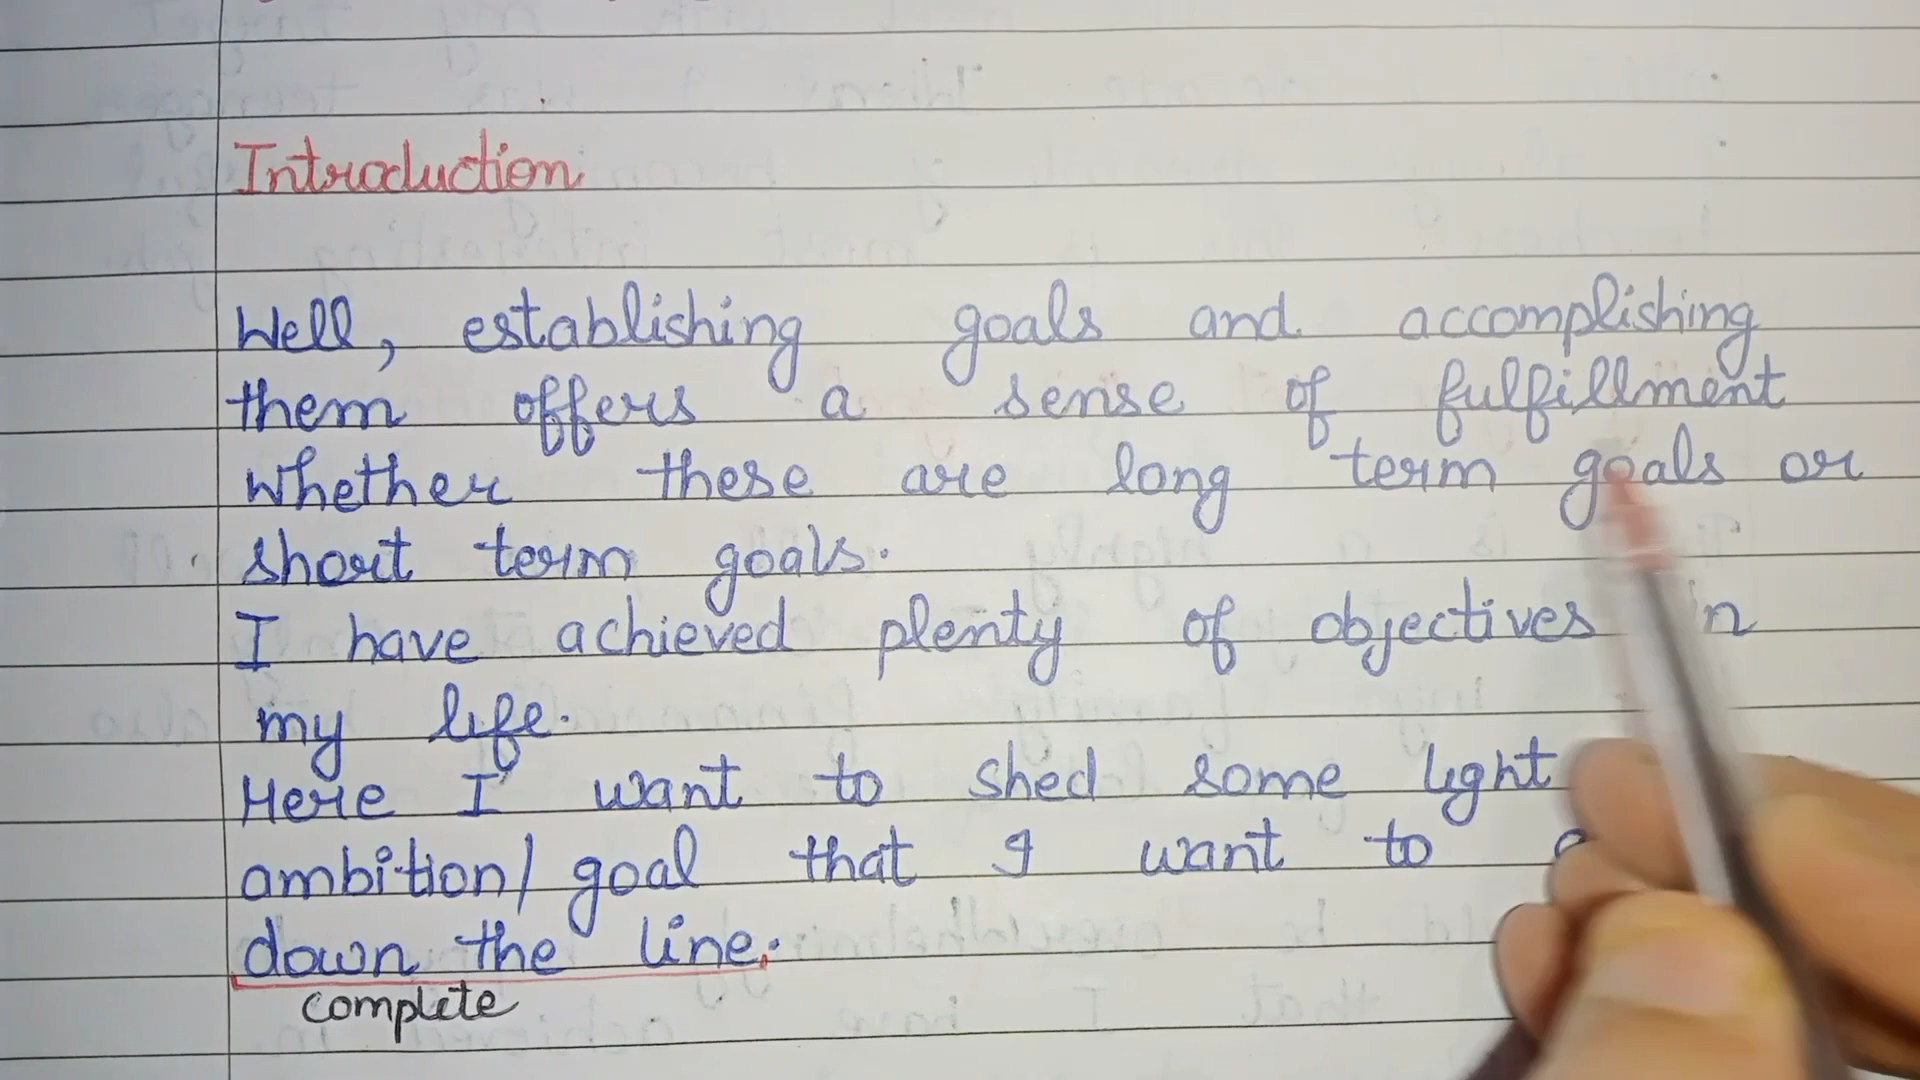 Introduction
Well, establishing goals and accomplishing
them offers a sense of fulfillment
whether these are long term goals or
short term goals.
I have achieved plenty of objectives
my life.
Here I want to shed some light
ambition/goal that I want to
down the line.
complete